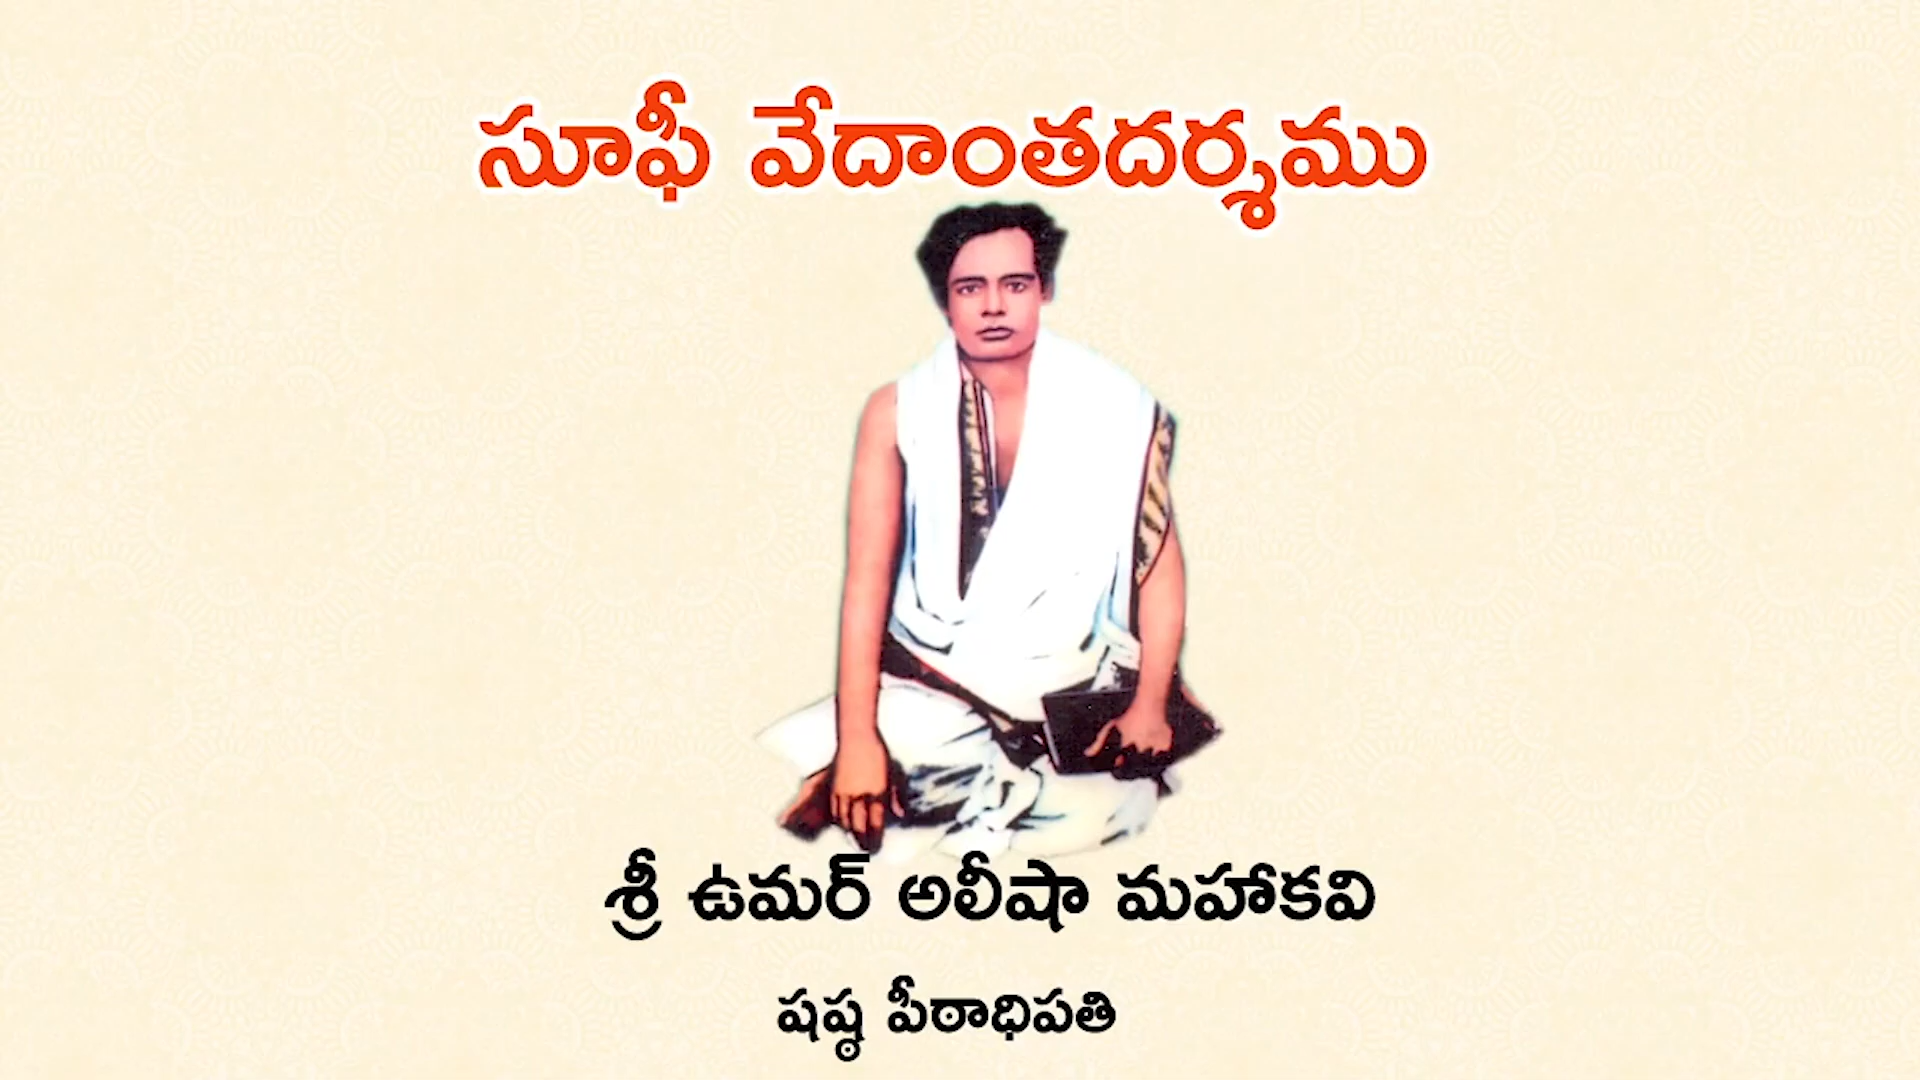 సూఫీ వేదాంతదర్శము
శ్రీ ఉమర్ అలీషా మహాకవి
షష్ఠ పీఠాధిపతి